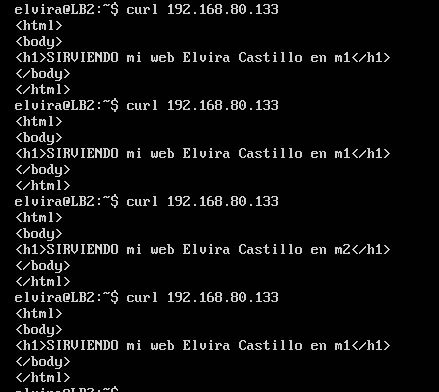 elvira@LB2:~$ curl 192.168.80.133
<html>
<body>
<h1>SIRVIENDO mi web Elvira Castillo en m1</h1>
</body>
</html>
elvira@LB2:~$ curl 192.168.80.133
<html>
<body>
<h1>SIRVIENDO mi web Elvira Castillo en m1</h1>
</body>
</html>
elvira@LB2:~$ curl 192.168.80.133
<html>
<body>
<h1>SIRVIENDO mi web Elvira Castillo en m2</h1>
</body>
</html>
elvira@LB2:~$ curl 192.168.80.133
<html>
<body>
<h1>SIRVIENDO mi web Elvira Castillo en m1</h1>
</body>
</html>